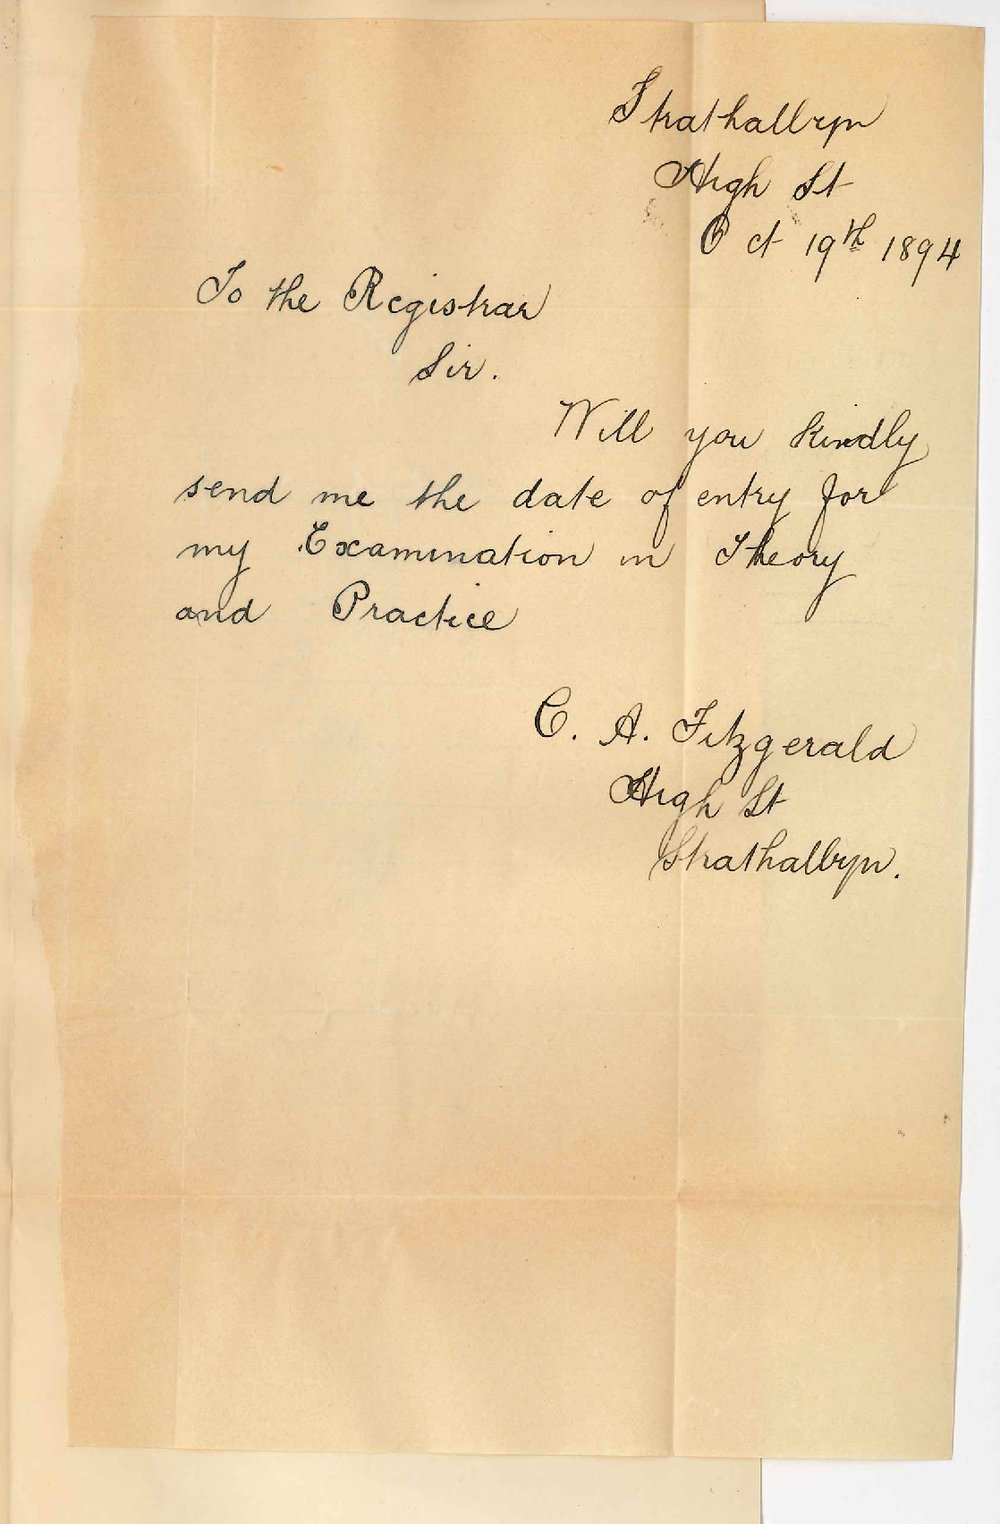 Strathalbyn
High St
Oct 19th 1894
To the Registrar
Sir.
Will you kindly
send me the date of entry for
my Examination in Theory
and Practice
C. A. Fitzgerald
High St
Strathalbyn.